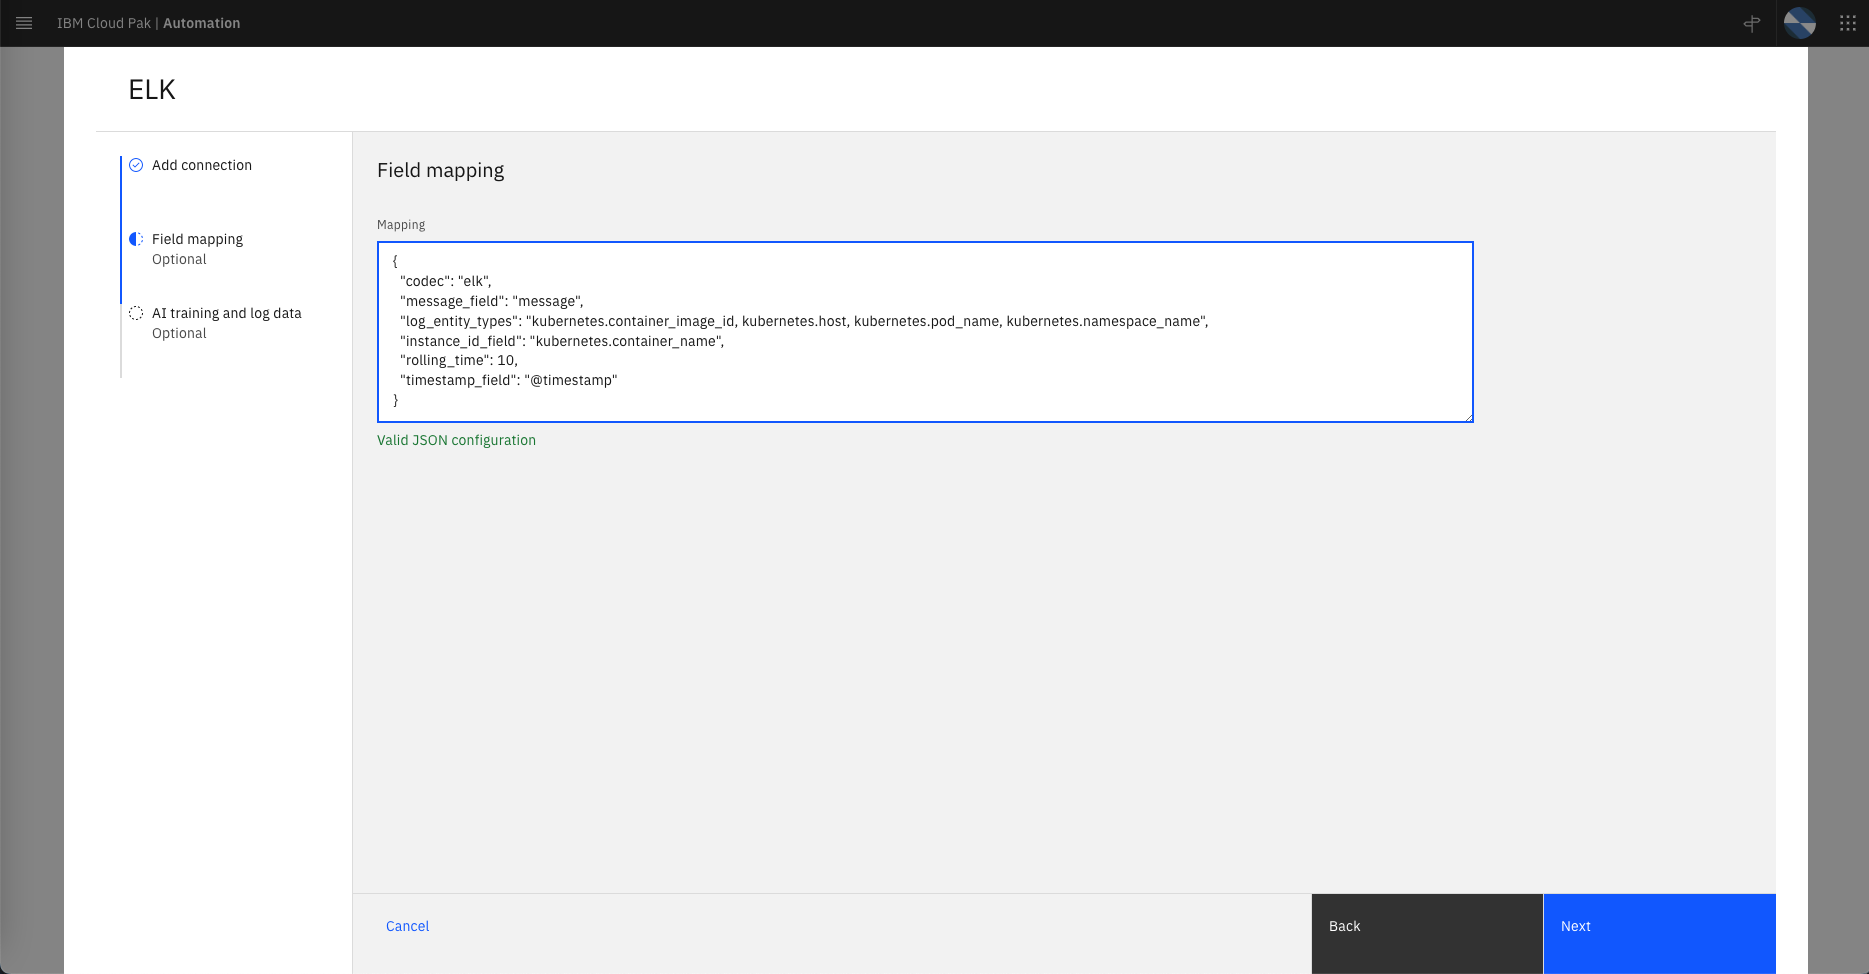 IBM Cloud Pak | Automation
ELK
Add connection
Field mapping
Optional
AI training and log data
Optional
Field mapping
Mapping
{
"codec": "elk",
"message_field": "message",
"log_entity_types": "kubernetes.container_image_id, kubernetes.host, kubernetes.pod_name, kubernetes.namespace_name",
"instance_id_field": "kubernetes.container_name",
"rolling_time": 10,
"timestamp_field": "@timestamp"
}
Valid JSON configuration
Cancel
Back
Next